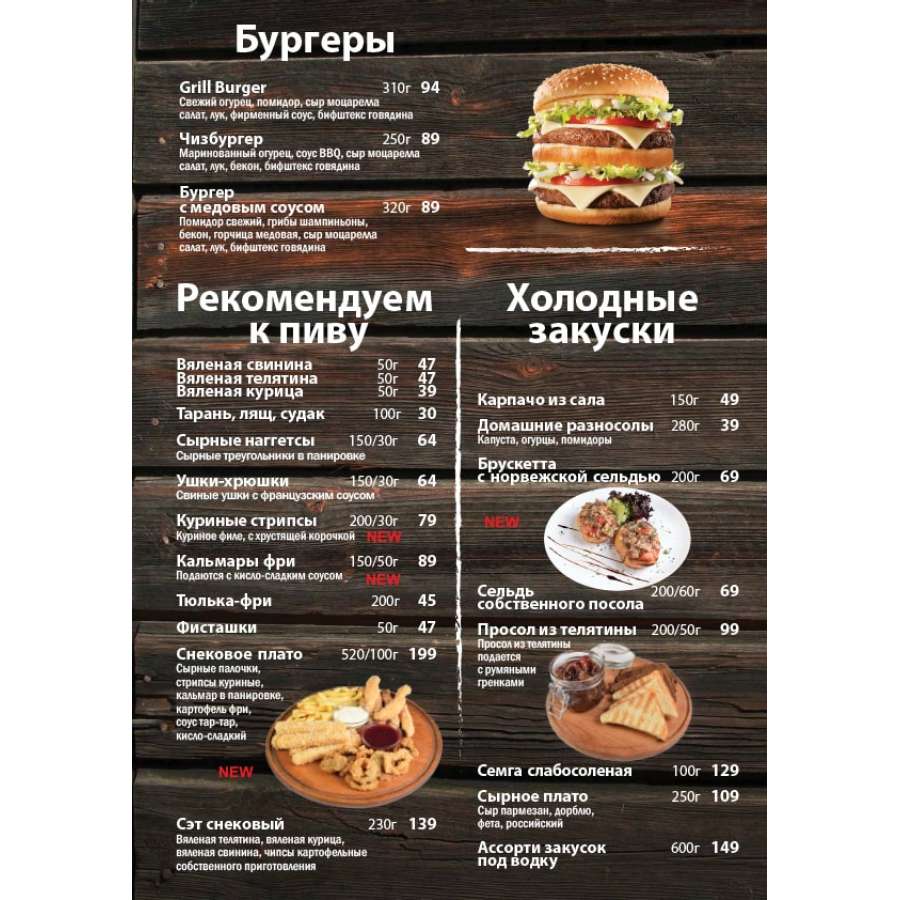 Бургеры
Grill Burger 310г 94
Свежий огурец, помидор, сыр моцарелла
салат, лук, фирменный соус, бифштекс говядина
Чизбургер 250г 89
Маринованный огурец, соус BBQ, сыр моцарелла
салат, лук, бекон, бифштекс говядина
Бургер
с медовым соусом 320г 89
Помидор свежий, грибы шампиньоны,
бекон, горчица медовая, сыр моцарелла
салат, лук, бифштекс говядина
Рекомендуем
к пиву
Вяленая свинина 50г 47
Вяленая телятина 50г 47
Вяленая курица 50г 39
Тарань, лящ, судак 100г 30
Сырные наггетсы 150/30г 64
Сырные треугольники в панировке
Ушки-хрюшки 150/30г 64
Свиные ушки с французским соусом
Куриные стрипсы 200/30г 79
Куриное филе, с хрустящей корочкой NEW
Кальмары фри 150/50г 89
Подаются с кисло-сладким соусом NEW
Тюлька-фри 200г 45
Фисташки 50г 47
Снековое плато 520/100г 199
Сырные палочки,
стрипсы куриные,
кальмар в панировке,
картофель фри,
соус тар-тар,
кисло-сладкий
NEW
Сэт снековый 230г 139
Вяленая телятина, вяленая курица,
вяленая свинина, чипсы картофельные
собственного приготовления
Холодные
закуски
Карпачо из сала 150г 49
Домашние разносолы 280г 39
Капуста, огурцы, помидоры
Брускетта
с норвежской сельдью 200г 69
NEW
Сельдь 200/60г 69
собственного посола
Просол из телятины 200/50г 99
Просол из телятины
подается
с румяными
гренками
Семга слабосоленая 100г 129
Сырное плато 250г 109
Сыр пармезан, дорблю,
фета, российский
Ассорти закусок 600г 149
под водку